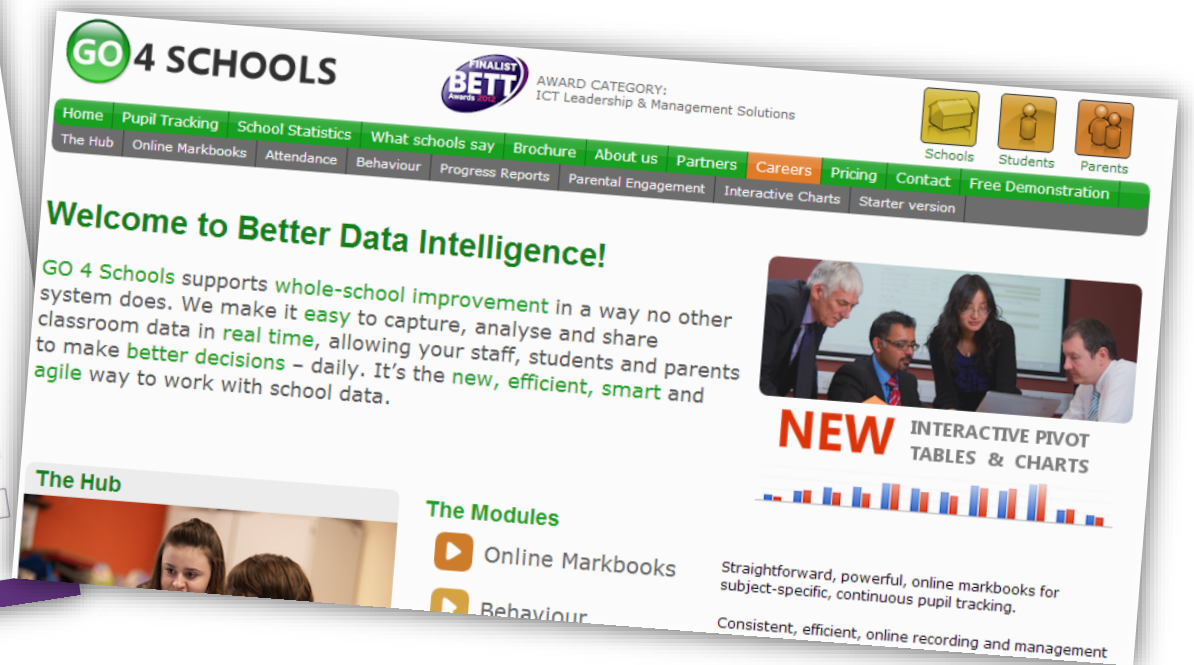 GO 4 SCHOOLS
FINALIST
BETT
Awards 2012
AWARD CATEGORY:
ICT Leadership & Management Solutions
Schools
Students
Parents
Home
Pupil Tracking
School Statistics
What schools say
Brochure
About us
Partners
Careers
Pricing
Contact
Free Demonstration
The Hub
Online Markbooks
Attendance
Behaviour
Progress Reports
Parental Engagement
Interactive Charts
Starter version
Welcome to Better Data Intelligence!
GO 4 Schools supports whole-school improvement in a way no other
system does. We make it easy to capture, analyse and share
classroom data in real time, allowing your staff, students and parents
to make better decisions – daily. It's the new, efficient, smart and
agile way to work with school data.
NEW
INTERACTIVE PIVOT
TABLES & CHARTS
The Hub
The Modules
Online Markbooks
Behaviour
Straightforward, powerful, online markbooks for
subject-specific, continuous pupil tracking.
Consistent, efficient, online recording and management